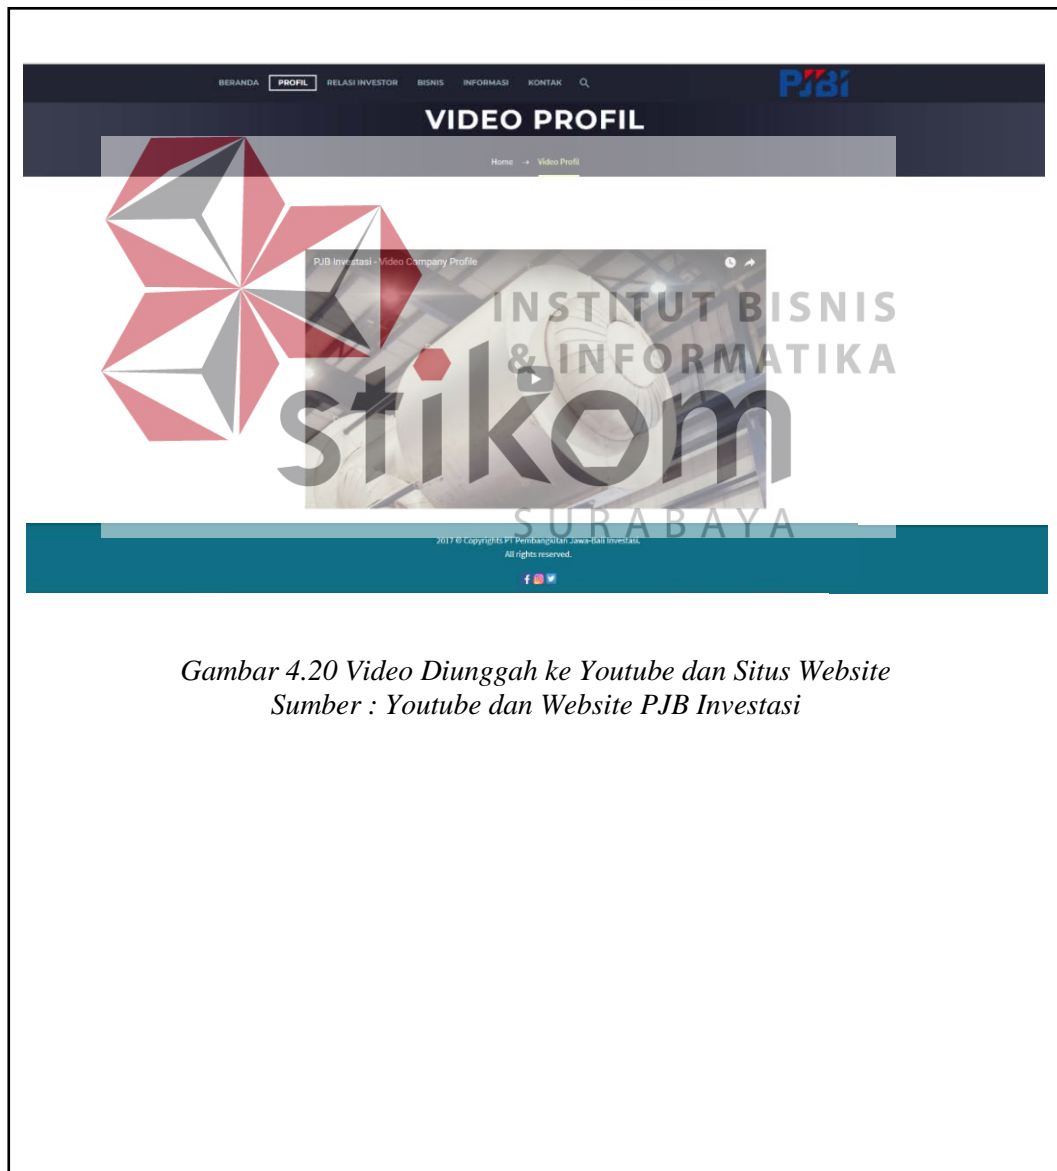 BERANDA PROFIL RELASI INVESTOR BISNIS INFORMASI KONTAK
PJBi
VIDEO PROFIL
Home → Video Profil
PJB Investasi - Video Company Profile
INSTITUT BISNIS
& INFORMATIKA
stikom
SURABAYA
2017 © Copyrights PT Pembangkitan Jawa-Bali Investasi.
All rights reserved.
Gambar 4.20 Video Diunggah ke Youtube dan Situs Website
Sumber : Youtube dan Website PJB Investasi